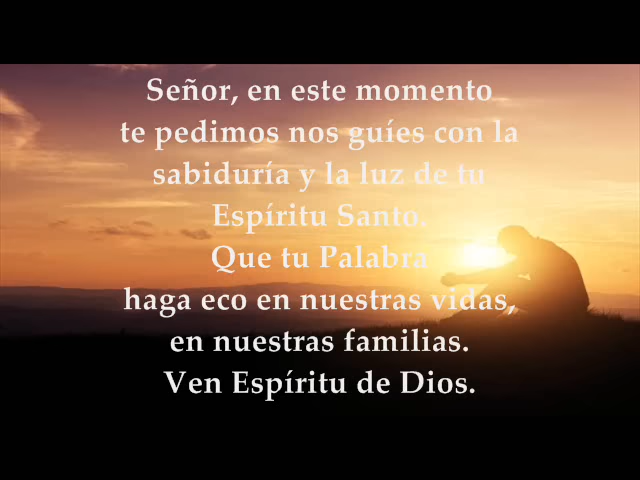 Señor, en este momento
te pedimos nos guíes con la
sabiduría y la luz de tu
Espíritu Santo.
Que tu Palabra
haga eco en nuestras vidas,
en nuestras familias.
Ven Espíritu de Dios.